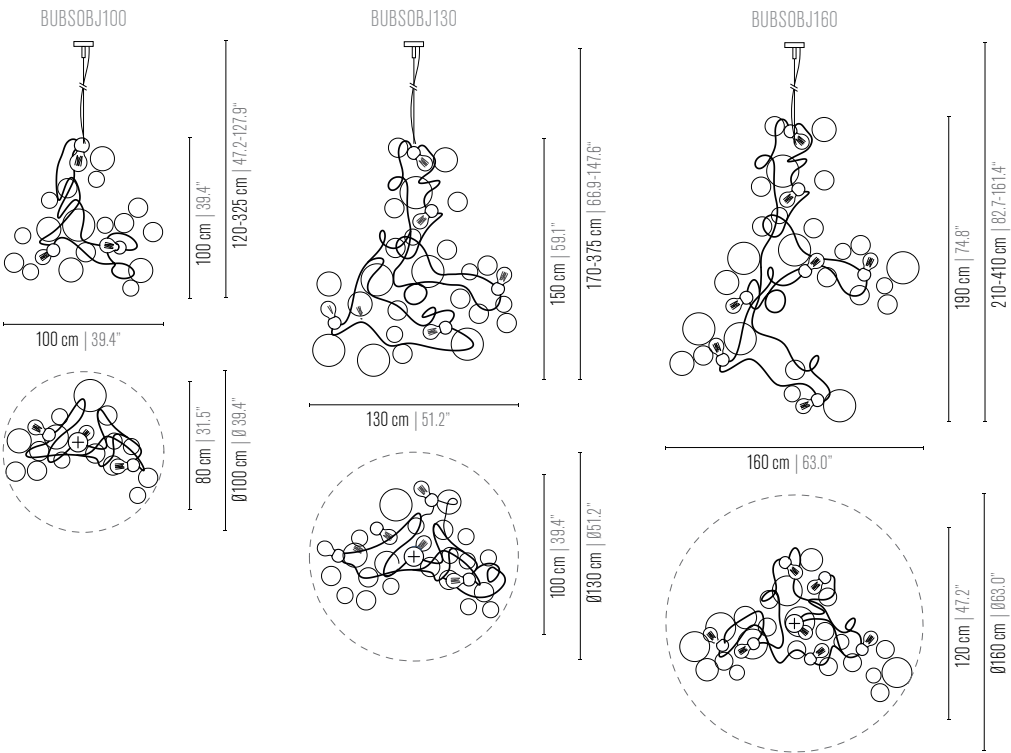 BUBSOBJ100
BUBSOBJ130
BUBSOBJ160
100 cm | 39.4"
120-325 cm | 47.2-127.9"
100 cm | 39.4"
80 cm | 31.5"
Ø100 cm | Ø 39.4"
150 cm | 59.1"
170-375 cm | 66.9-147.6"
130 cm | 51.2"
100 cm | 39.4"
Ø130 cm | Ø61.2"
190 cm | 74.8"
210-410 cm | 82.7-161.4"
160 cm | 63.0"
120 cm | 47.2"
Ø160 cm | Ø63.0"